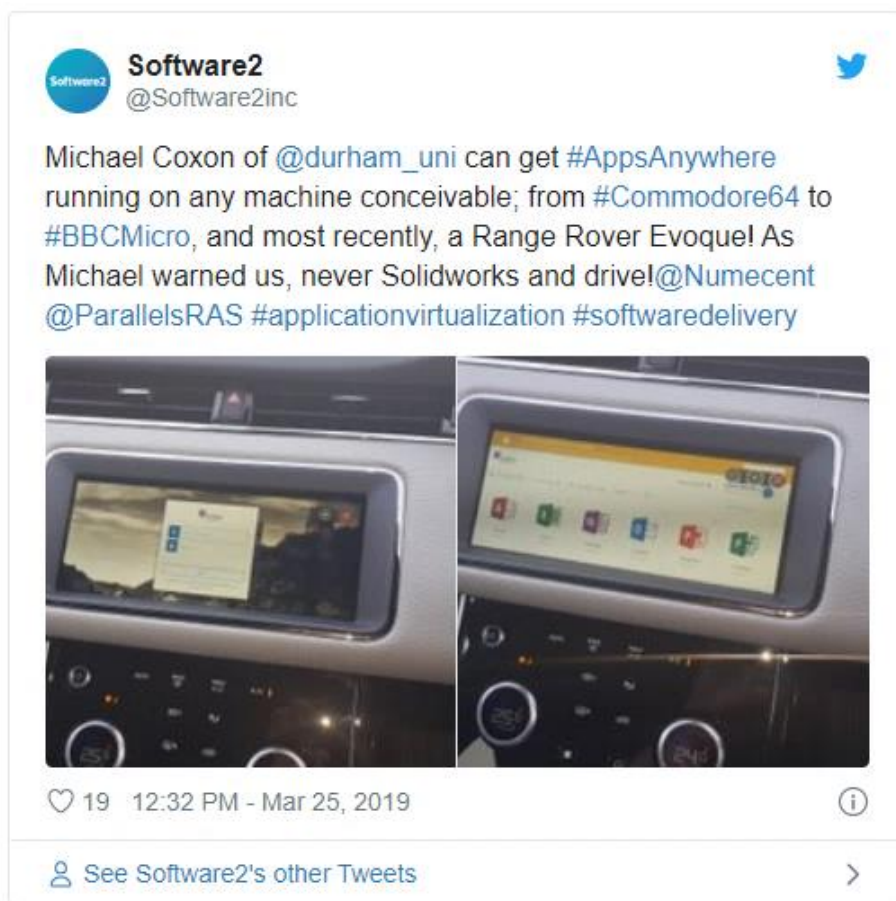 Software2
Software2
@Software2inc
Michael Coxon of @durham_uni can get #AppsAnywhere
running on any machine conceivable; from #Commodore64 to
#BBCMicro, and most recently, a Range Rover Evoque! As
Michael warned us, never Solidworks and drive!@Numecent
@ParallelsRAS #applicationvirtualization #softwaredelivery
19 12:32 PM - Mar 25, 2019
See Software2's other Tweets